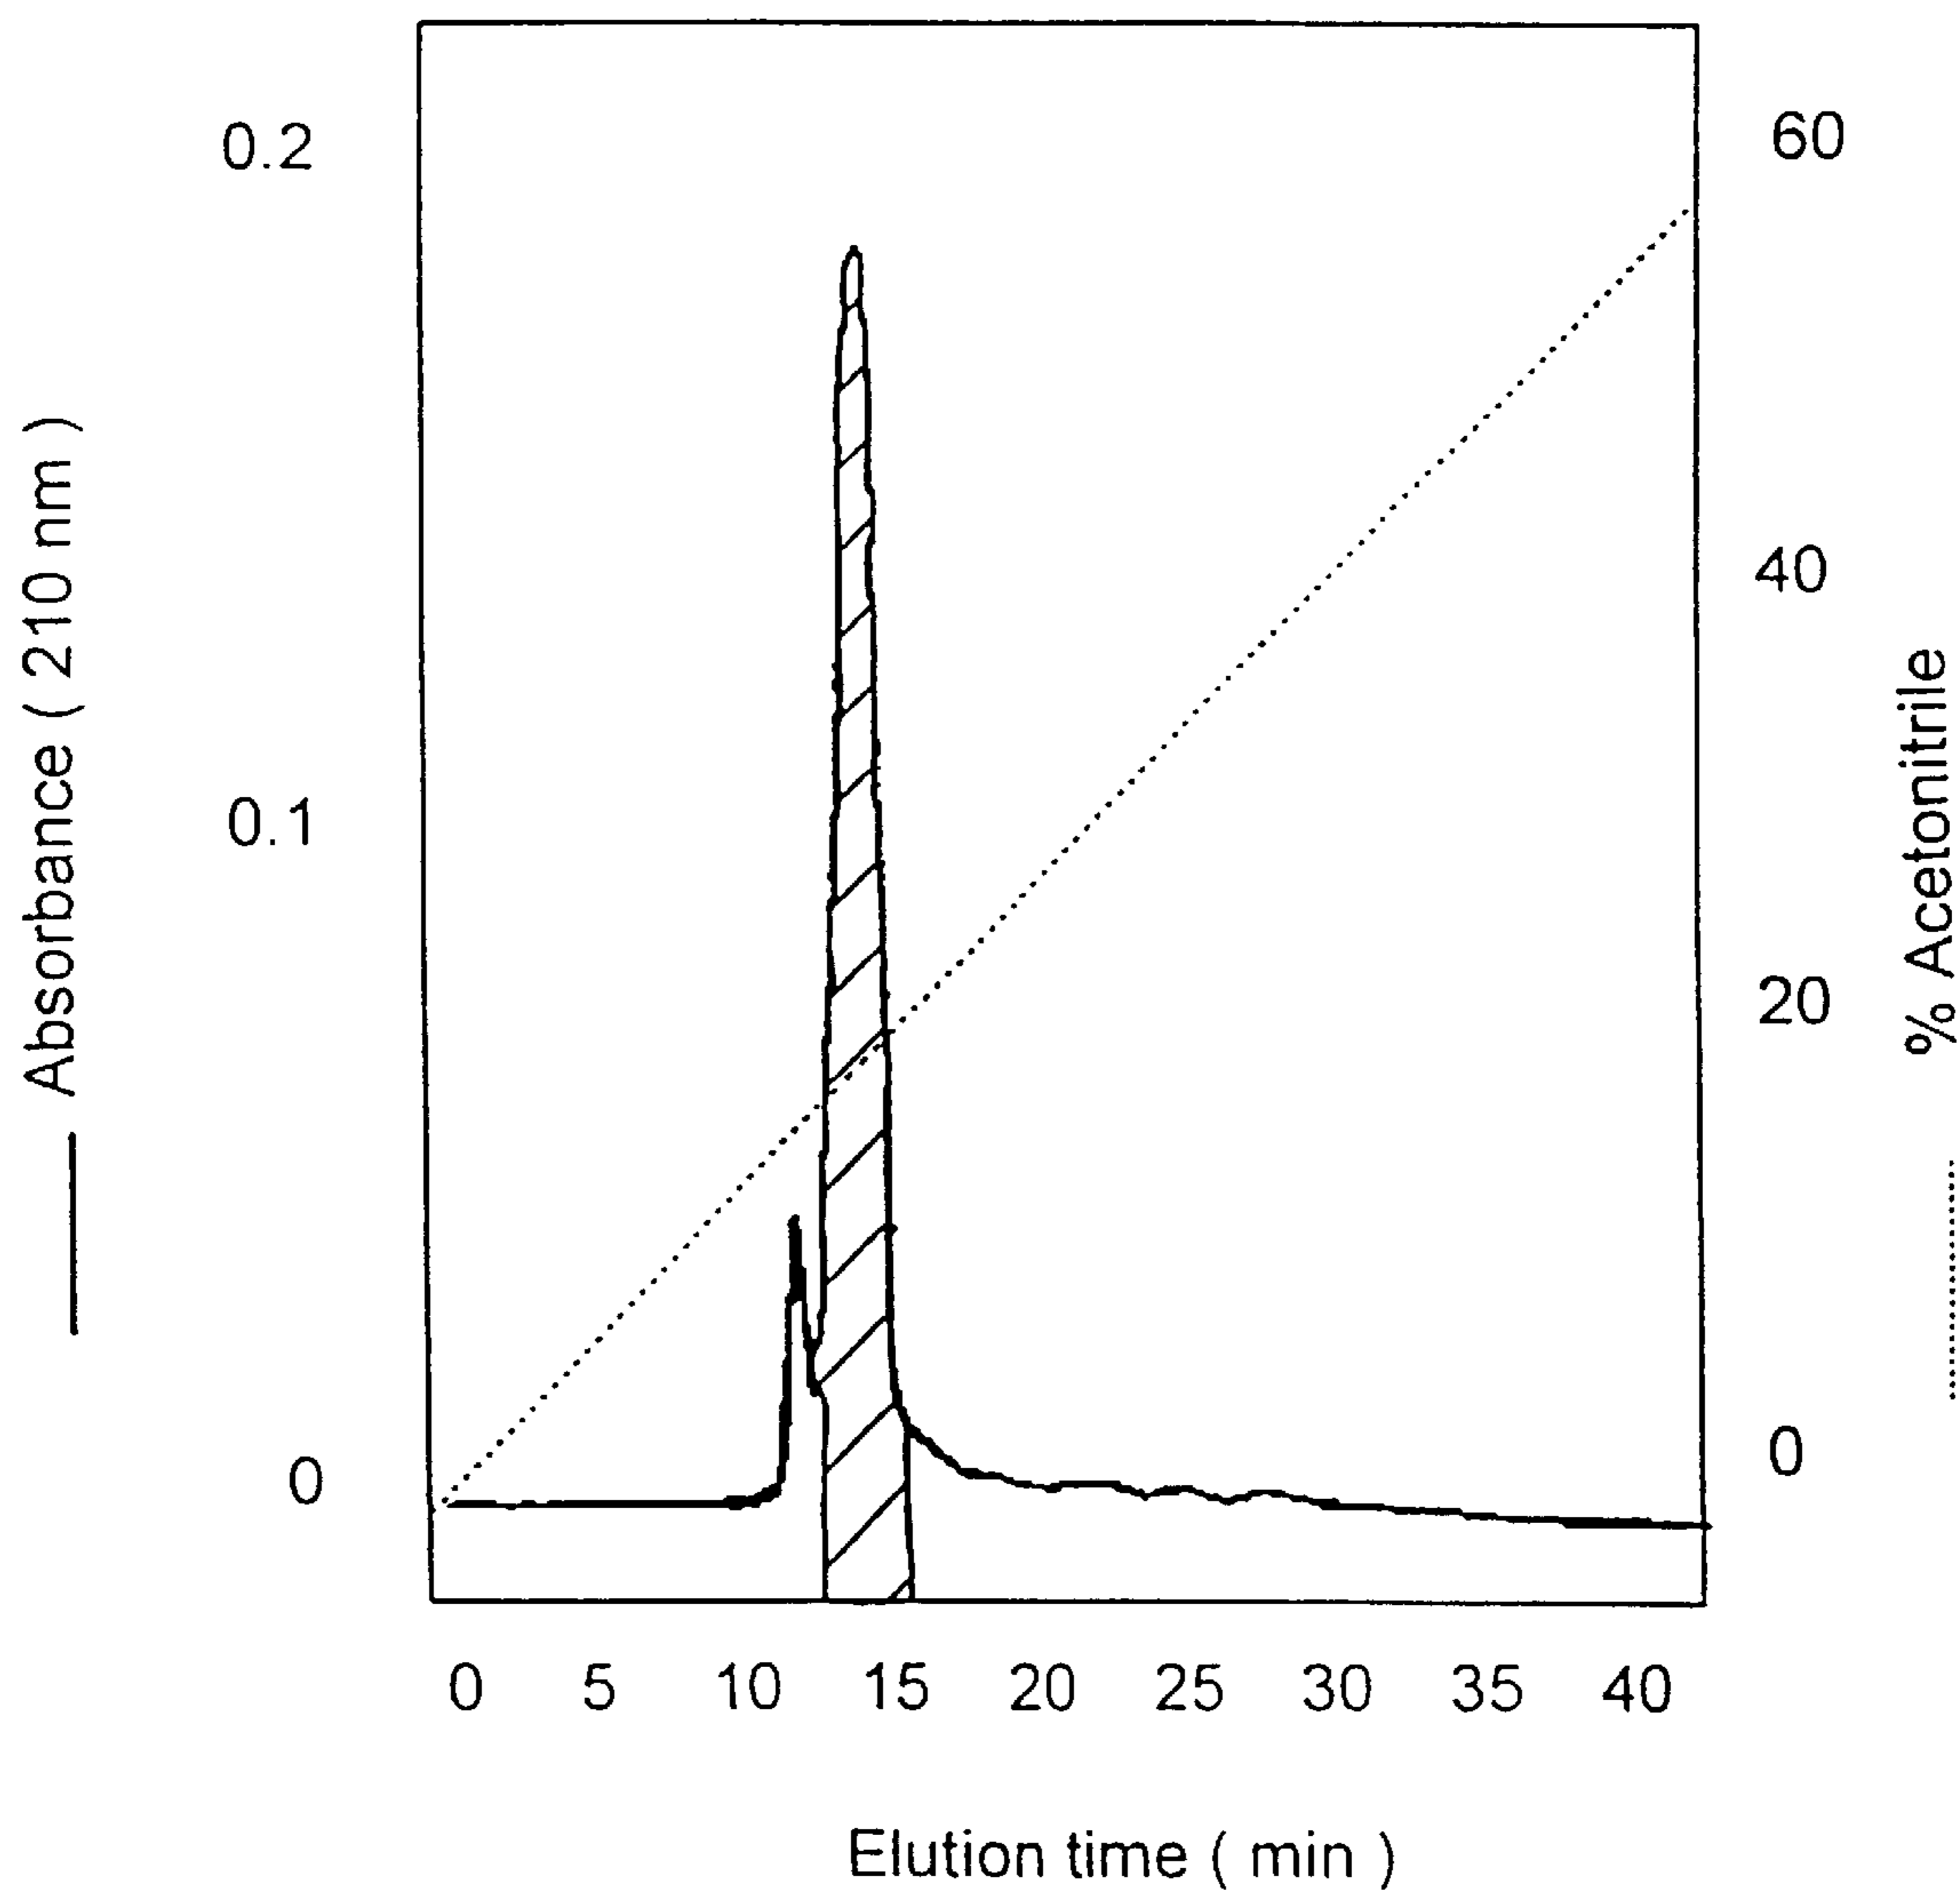 Absorbance ( 210 nm )
0.2
0.1
0
60
40
20
0
% Acetonitrile
0 5 10 15 20 25 30 35 40
Elution time ( min )